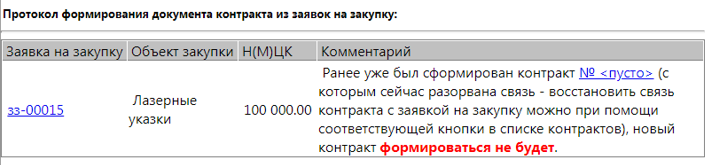 Протокол формирования документа контракта из заявок на закупку:
Заявка на закупку Объект закупки Н(М)ЦК Комментарий
зз-00015 Лазерные указки 100 000.00 Ранее уже был сформирован контракт № <пусто> (с
которым сейчас разорвана связь - восстановить связь
контракта с заявкой на закупку можно при помощи
соответствующей кнопки в списке контрактов), новый
контракт формироваться не будет.